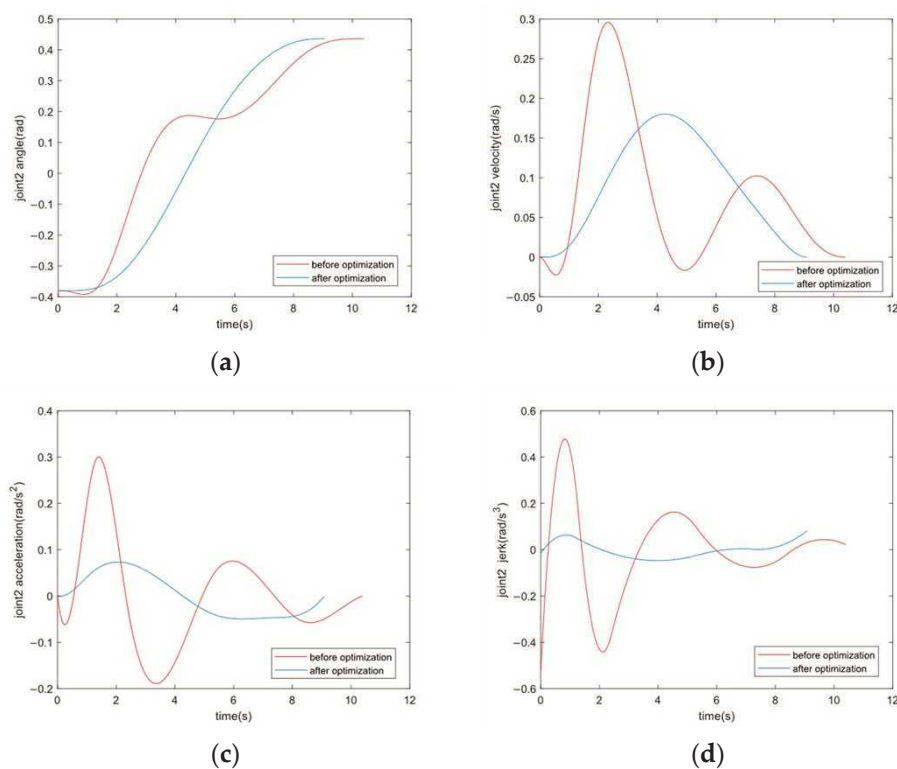 0.5
0.4
0.3
0.2
0.1
0
−0.1
−0.2
−0.3
−0.4
joint2 angle(rad)
before optimization
after optimization
0 2 4 6 8 10 12
time(s)
(a)
0.3
0.25
0.2
0.15
0.1
0.05
0
−0.05
joint2 velocity(rad/s)
before optimization
after optimization
0 2 4 6 8 10 12
time(s)
(b)
0.4
0.3
0.2
0.1
0
−0.1
−0.2
joint2 acceleration(rad/s²)
before optimization
after optimization
0 2 4 6 8 10 12
time(s)
(c)
0.6
0.4
0.2
0
−0.2
−0.4
−0.6
joint2 jerk(rad/s³)
before optimization
after optimization
0 2 4 6 8 10 12
time(s)
(d)